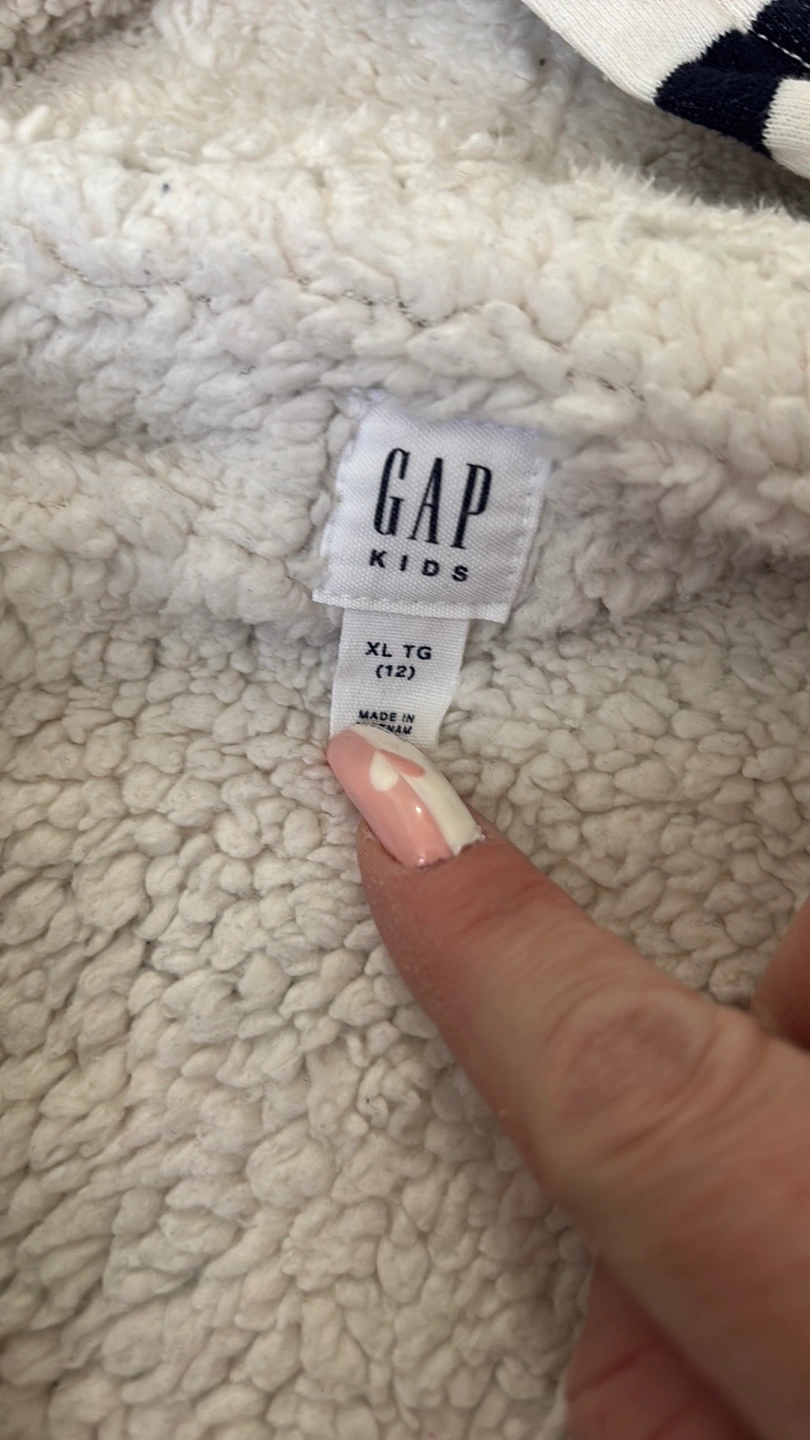 GAP
KIDS
XL TG
(12)
MADE IN